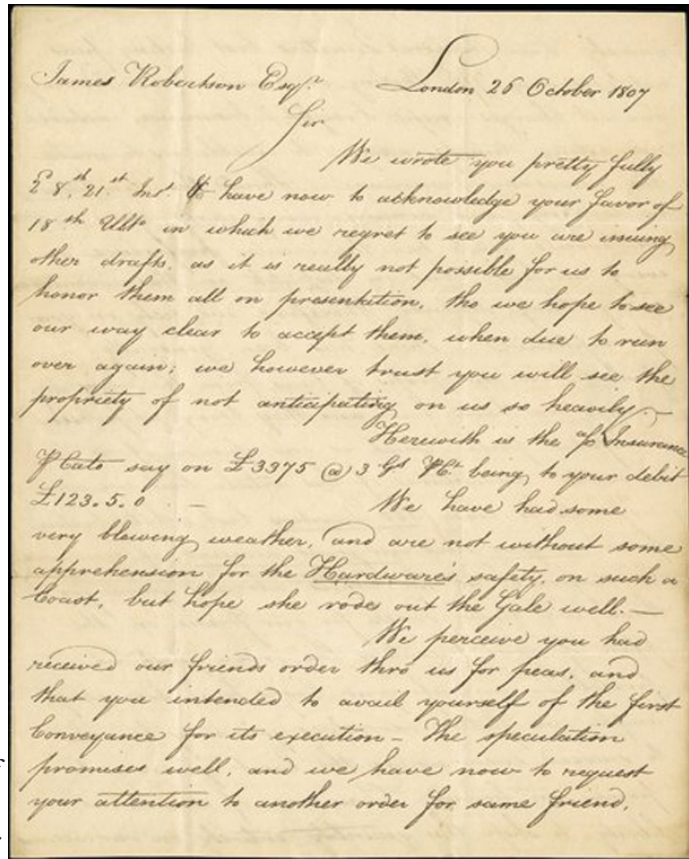 James Robertson Esqr. London 26 October 1807
Sir
We wrote you pretty fully
8th, 21st Inst & have now to acknowledge your favor of
18th Ulto in which we regret to see you are issuing
other drafts, as it is really not possible for us to
honor them all on presentation, tho we hope to see
our way clear to accept them, when due to run
over again; we however trust you will see the
propriety of not anticipating on us so heavily.—
Herewith is the a/c Insurance
say on £3375 @ 3 Gs being to your debit
£123.5.0 —
We have had some
very blowing weather, and are not without some
apprehension for the Hardware's safety, on such a
Coast, but hope she rode out the Gale well.—
We perceive you had
received our friends order thro us for peas, and
that you intended to avail yourself of the first
Conveyance for its execution — The speculation
promises well, and we have now to request
your attention to another order for same friend,